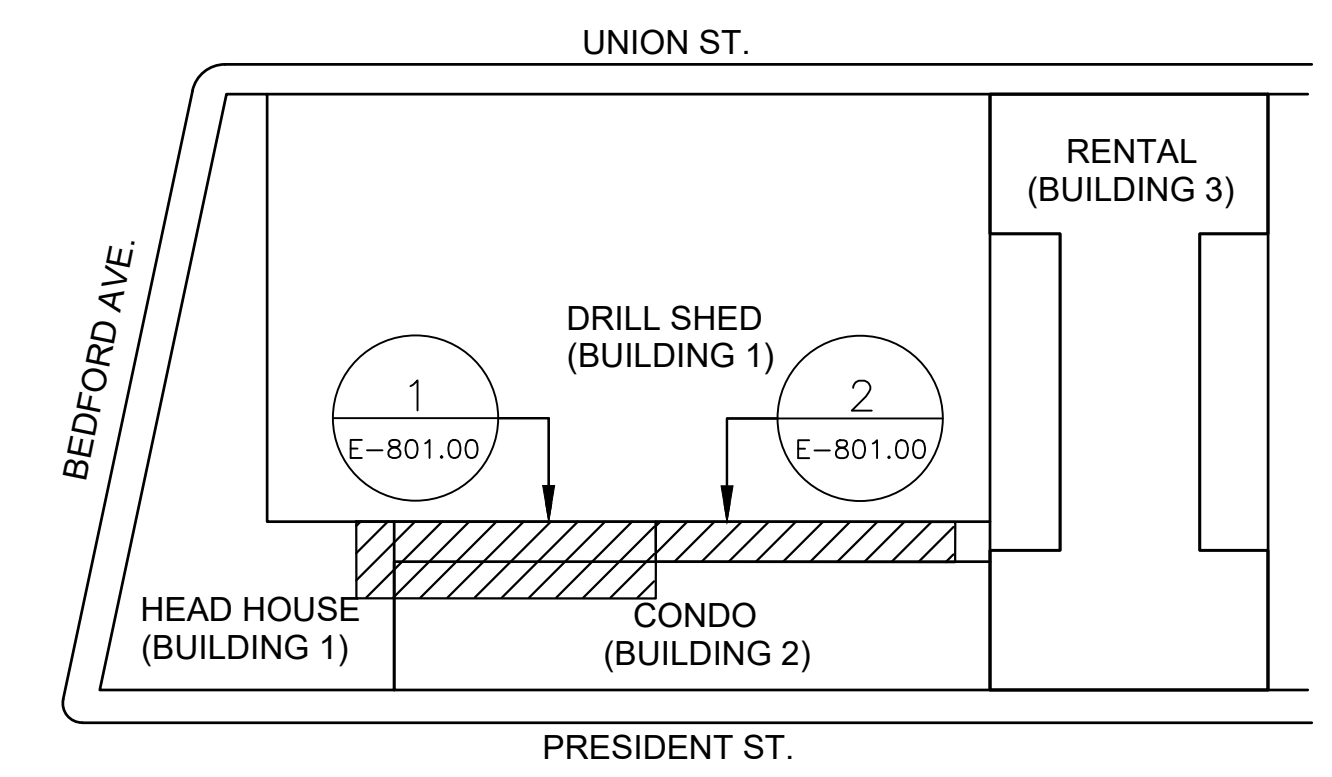 UNION ST.
RENTAL
(BUILDING 3)
BEDFORD AVE.
DRILL SHED
(BUILDING 1)
1
E-801.00
2
E-801.00
HEAD HOUSE
(BUILDING 1)
CONDO
(BUILDING 2)
PRESIDENT ST.